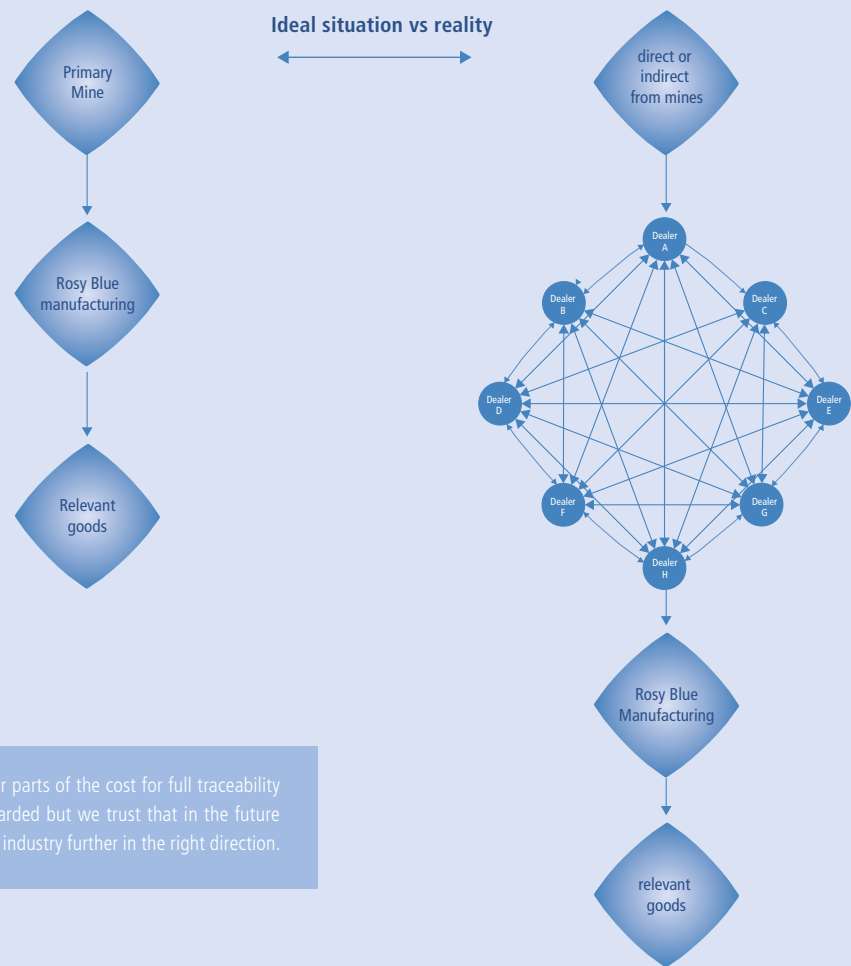 Ideal situation vs reality
Primary
Mine
Rosy Blue
manufacturing
Relevant
goods
direct or
indirect
from mines
Dealer
A
Dealer
B
Dealer
C
Dealer
D
Dealer
E
Dealer
F
Dealer
G
Dealer
H
Rosy Blue
Manufacturing
relevant
goods
parts of the cost for full traceability
but we trust that in the future
industry further in the right direction.